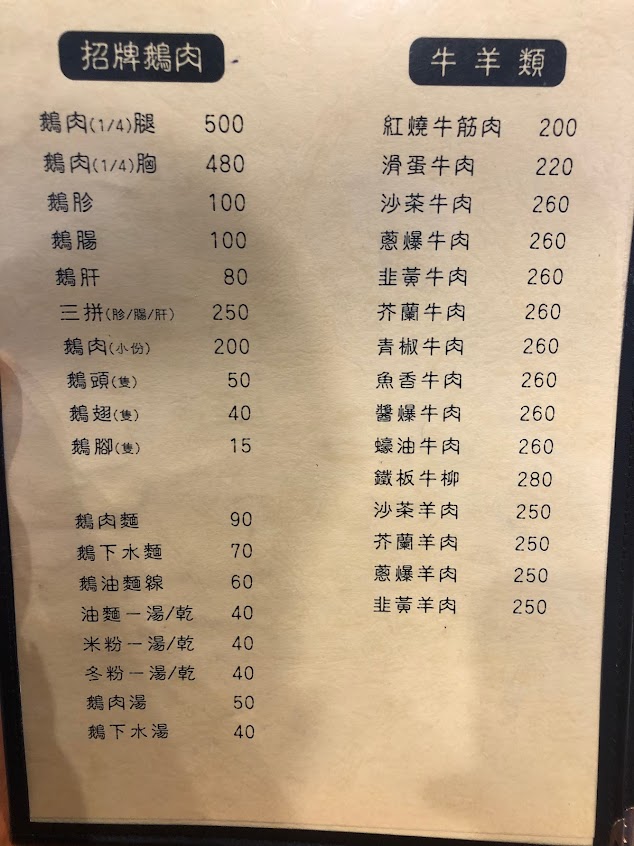 招牌鵝肉
鵝肉(1/4)腿 500
鵝肉(1/4)胸 480
鵝胗 100
鵝腸 100
鵝肝 80
三拼(胗/腸/肝) 250
鵝肉(小份) 200
鵝頭(隻) 50
鵝翅(隻) 40
鵝腳(隻) 15
鵝肉麵 90
鵝下水麵 70
鵝油麵線 60
油麵－湯/乾 40
米粉－湯/乾 40
冬粉－湯/乾 40
鵝肉湯 50
鵝下水湯 40
牛羊類
紅燒牛筋肉 200
滑蛋牛肉 220
沙茶牛肉 260
蔥爆牛肉 260
韭黃牛肉 260
芥蘭牛肉 260
青椒牛肉 260
魚香牛肉 260
醬爆牛肉 260
蠔油牛肉 260
鐵板牛柳 280
沙茶羊肉 250
芥蘭羊肉 250
蔥爆羊肉 250
韭黃羊肉 250